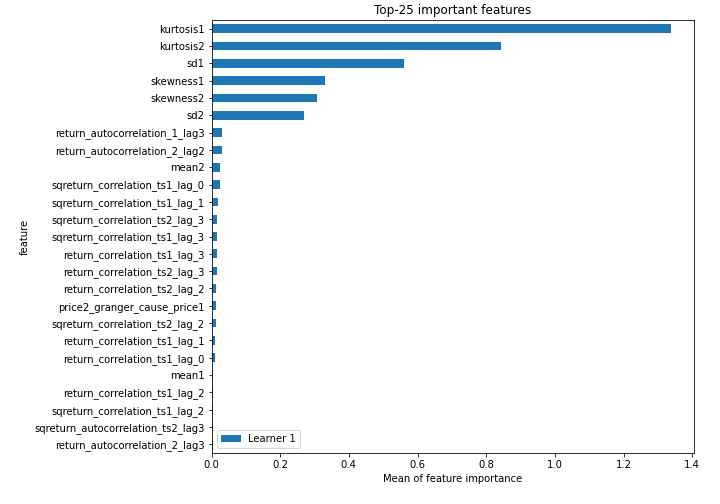 Top-25 important features
kurtosis1
kurtosis2
sd1
skewness1
skewness2
sd2
return_autocorrelation_1_lag3
return_autocorrelation_2_lag2
mean2
sqreturn_correlation_ts1_lag_0
sqreturn_correlation_ts1_lag_1
sqreturn_correlation_ts2_lag_3
sqreturn_correlation_ts1_lag_3
return_correlation_ts1_lag_3
return_correlation_ts2_lag_3
return_correlation_ts2_lag_2
price2_granger_cause_price1
sqreturn_correlation_ts2_lag_2
return_correlation_ts1_lag_1
return_correlation_ts1_lag_0
mean1
return_correlation_ts1_lag_2
sqreturn_correlation_ts1_lag_2
sqreturn_autocorrelation_ts2_lag3
return_autocorrelation_2_lag3
feature
Learner 1
0.0 0.2 0.4 0.6 0.8 1.0 1.2 1.4
Mean of feature importance